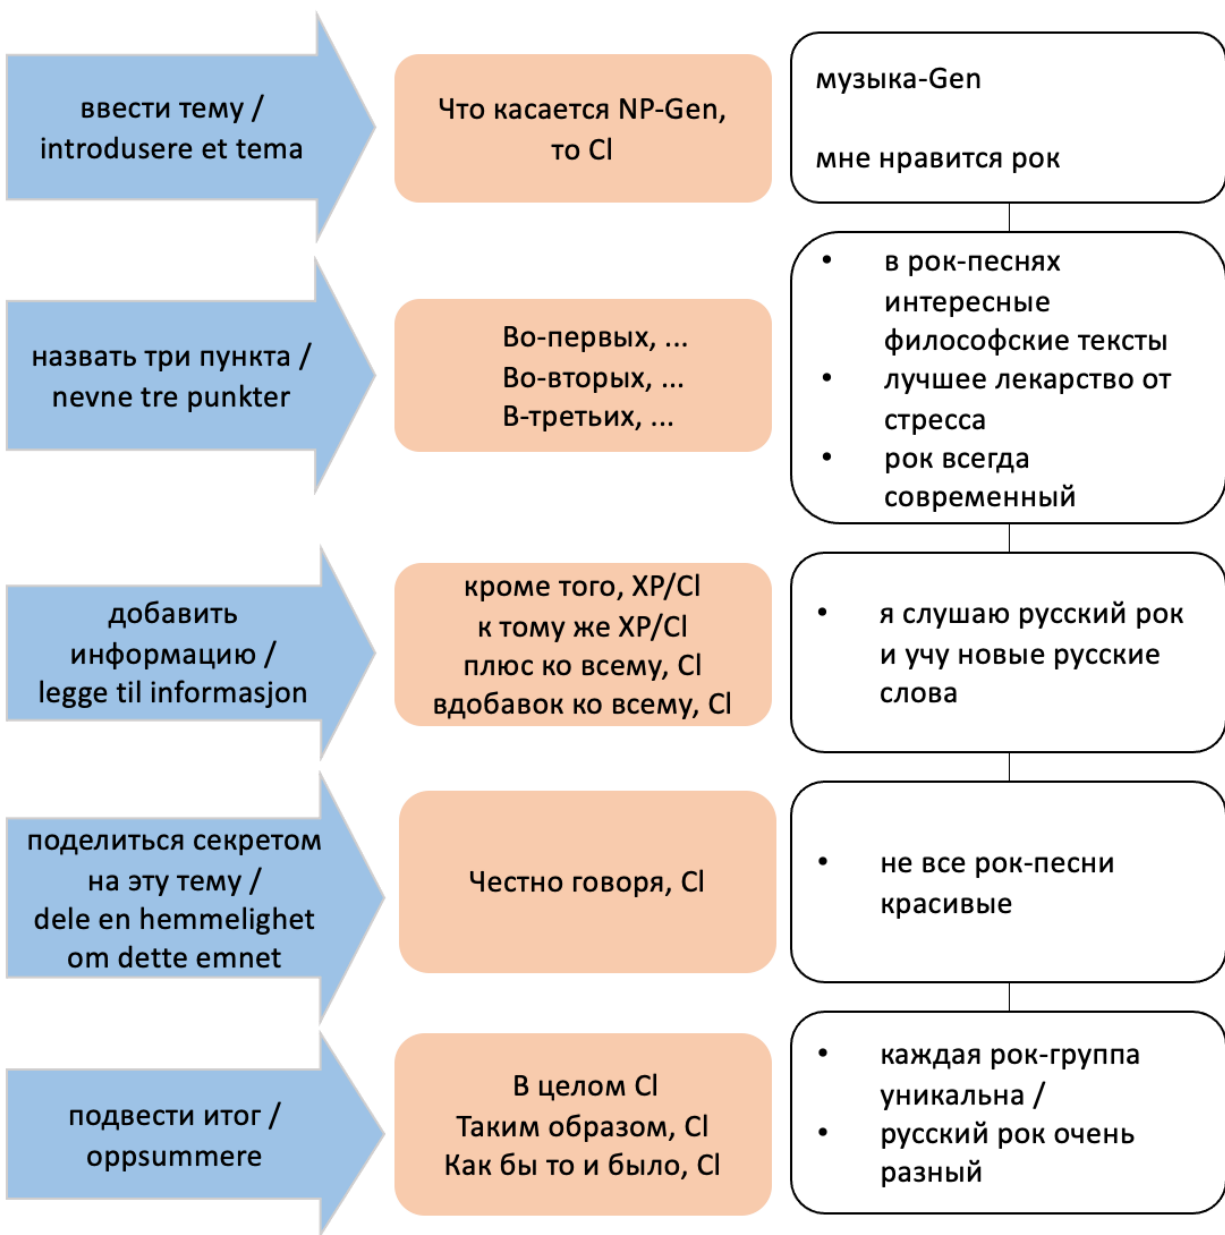 ввести тему /
introdusere et tema
Что касается NP-Gen,
то Cl
музыка-Gen
мне нравится рок
назвать три пункта /
nevne tre punkter
Во-первых, ...
Во-вторых, ...
В-третьих, ...
• в рок-песнях
интересные
философские тексты
• лучшее лекарство от
стресса
• рок всегда
современный
добавить
информацию /
legge til informasjon
кроме того, XP/Cl
к тому же XP/Cl
плюс ко всему, Cl
вдобавок ко всему, Cl
• я слушаю русский рок
и учу новые русские
слова
поделиться секретом
на эту тему /
dele en hemmelighet
om dette emnet
Честно говоря, Cl
• не все рок-песни
красивые
подвести итог /
oppsummere
В целом Cl
Таким образом, Cl
Как бы то и было, Cl
• каждая рок-группа
уникальна /
• русский рок очень
разный